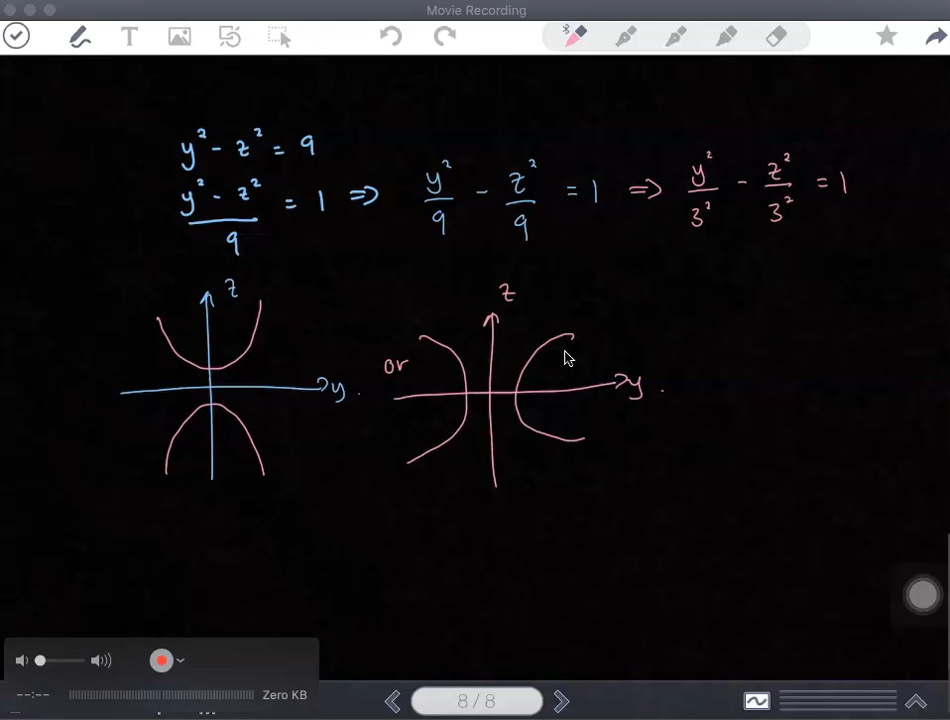 Movie Recording
T
y² - z² = 9
(y² - z²)/9 = 1 ⇒ y²/9 - z²/9 = 1 ⇒ y²/3² - z²/3² = 1
z
z
or
y .
y .
Zero KB
--:--
8/8